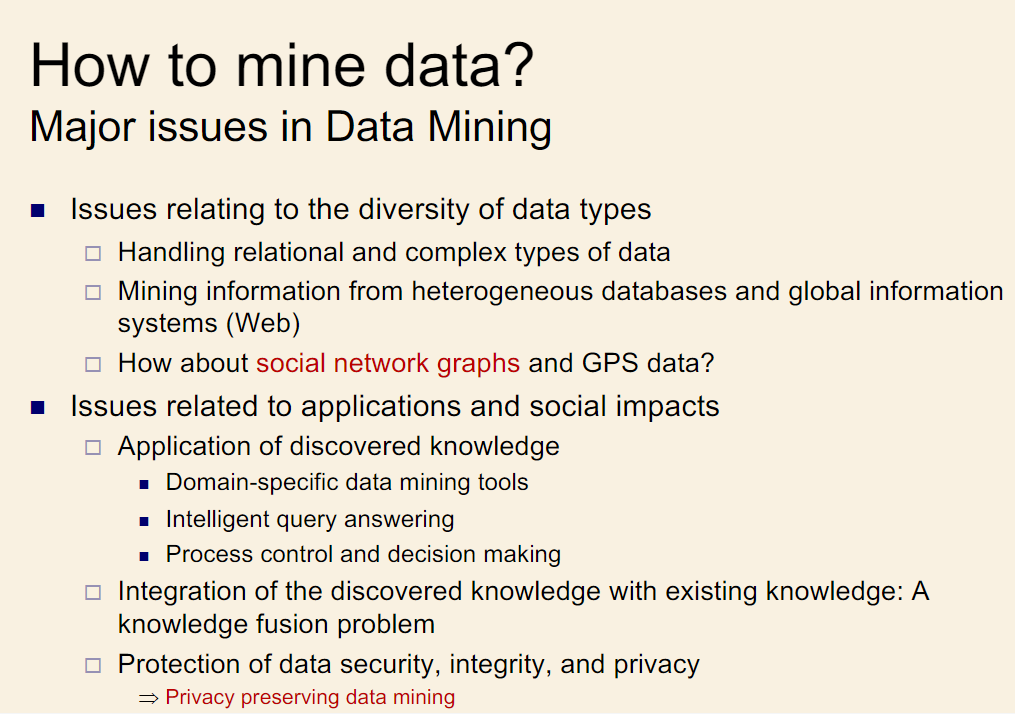 How to mine data?
Major issues in Data Mining
Issues relating to the diversity of data types
Handling relational and complex types of data
Mining information from heterogeneous databases and global information
systems (Web)
How about social network graphs and GPS data?
Issues related to applications and social impacts
Application of discovered knowledge
Domain-specific data mining tools
Intelligent query answering
Process control and decision making
Integration of the discovered knowledge with existing knowledge: A
knowledge fusion problem
Protection of data security, integrity, and privacy
⇒ Privacy preserving data mining